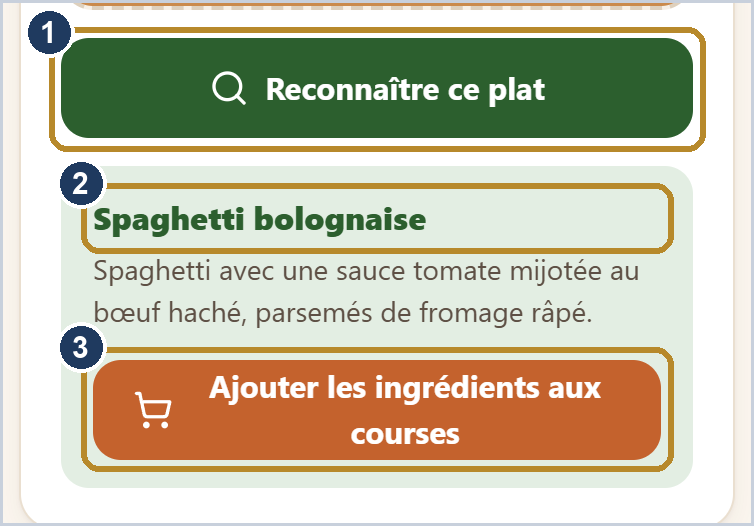 1
Reconnaître ce plat
2
Spaghetti bolognaise
Spaghetti avec une sauce tomate mijotée au
bœuf haché, parsemés de fromage râpé.
3
Ajouter les ingrédients aux
courses